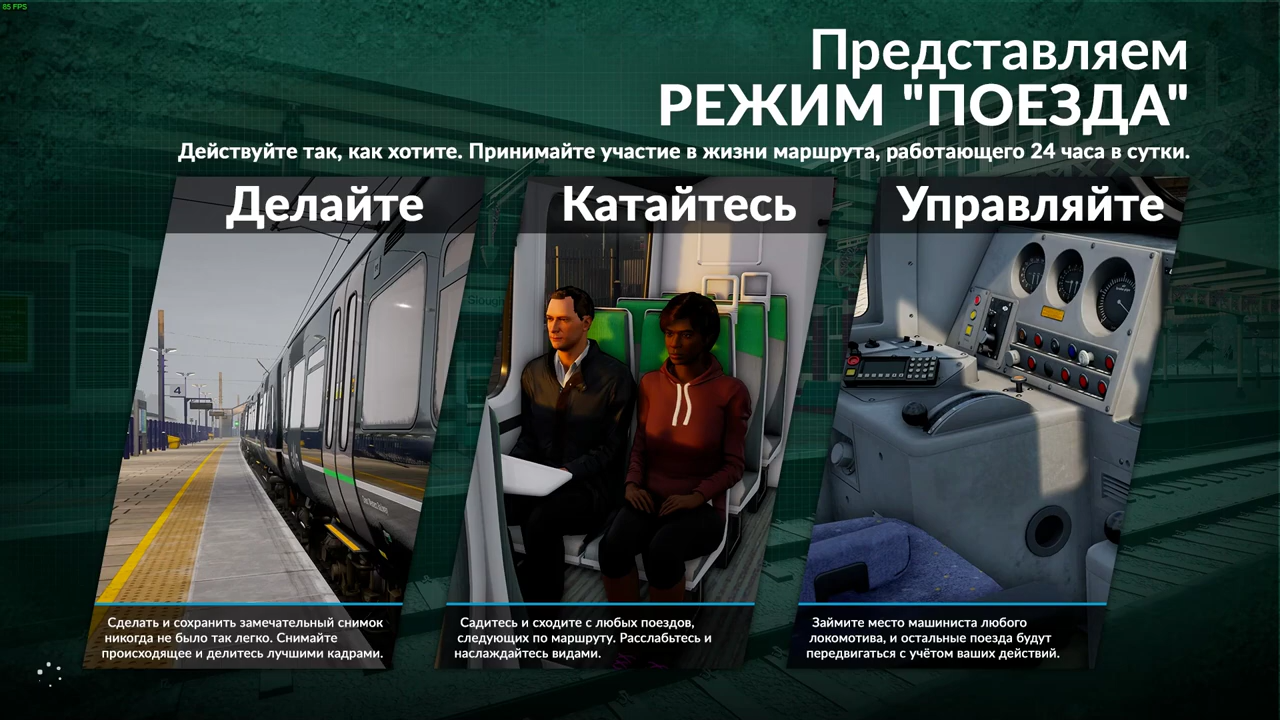 85 FPS
Представляем
РЕЖИМ "ПОЕЗДА"
Действуйте так, как хотите. Принимайте участие в жизни маршрута, работающего 24 часа в сутки.
Делайте
Катайтесь
Управляйте
Slough
4
Сделать и сохранить замечательный снимок
никогда не было так легко. Снимайте
происходящее и делитесь лучшими кадрами.
Садитесь и сходите с любых поездов,
следующих по маршруту. Расслабьтесь и
наслаждайтесь видами.
Займите место машиниста любого
локомотива, и остальные поезда будут
передвигаться с учётом ваших действий.